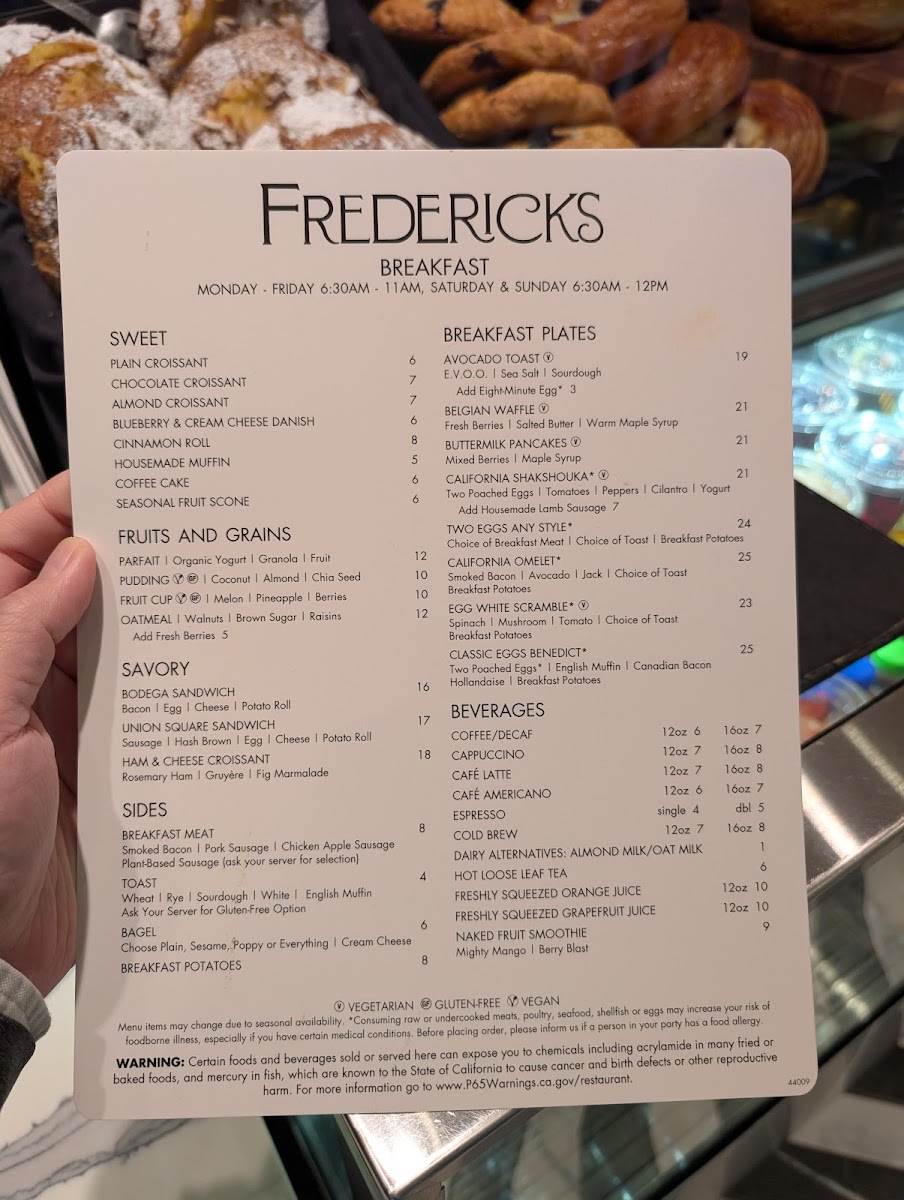 FREDERICKS
BREAKFAST
MONDAY - FRIDAY 6:30AM - 11AM, SATURDAY & SUNDAY 6:30AM - 12PM
SWEET
PLAIN CROISSANT 6
CHOCOLATE CROISSANT 7
ALMOND CROISSANT 7
BLUEBERRY & CREAM CHEESE DANISH 6
CINNAMON ROLL 8
HOUSEMADE MUFFIN 5
COFFEE CAKE 6
SEASONAL FRUIT SCONE 6
FRUITS AND GRAINS
PARFAIT | Organic Yogurt | Granola | Fruit 12
PUDDING V GF | Coconut | Almond | Chia Seed 10
FRUIT CUP V GF | Melon | Pineapple | Berries 10
OATMEAL | Walnuts | Brown Sugar | Raisins 12
Add Fresh Berries 5
SAVORY
BODEGA SANDWICH 16
Bacon | Egg | Cheese | Potato Roll
UNION SQUARE SANDWICH 17
Sausage | Hash Brown | Egg | Cheese | Potato Roll
HAM & CHEESE CROISSANT 18
Rosemary Ham | Gruyère | Fig Marmalade
SIDES
BREAKFAST MEAT 8
Smoked Bacon | Pork Sausage | Chicken Apple Sausage
Plant-Based Sausage (ask your server for selection)
TOAST 4
Wheat | Rye | Sourdough | White | English Muffin
Ask Your Server for Gluten-Free Option
BAGEL 6
Choose Plain, Sesame, Poppy or Everything | Cream Cheese
BREAKFAST POTATOES 8
BREAKFAST PLATES
AVOCADO TOAST V 19
E.V.O.O. | Sea Salt | Sourdough
Add Eight-Minute Egg* 3
BELGIAN WAFFLE V 21
Fresh Berries | Salted Butter | Warm Maple Syrup
BUTTERMILK PANCAKES V 21
Mixed Berries | Maple Syrup
CALIFORNIA SHAKSHOUKA* V 21
Two Poached Eggs | Tomatoes | Peppers | Cilantro | Yogurt
Add Housemade Lamb Sausage 7
TWO EGGS ANY STYLE* 24
Choice of Breakfast Meat | Choice of Toast | Breakfast Potatoes
CALIFORNIA OMELET* 25
Smoked Bacon | Avocado | Jack | Choice of Toast
Breakfast Potatoes
EGG WHITE SCRAMBLE* V 23
Spinach | Mushroom | Tomato | Choice of Toast
Breakfast Potatoes
CLASSIC EGGS BENEDICT* 25
Two Poached Eggs* | English Muffin | Canadian Bacon
Hollandaise | Breakfast Potatoes
BEVERAGES
COFFEE/DECAF 12oz 6 16oz 7
CAPPUCCINO 12oz 7 16oz 8
CAFÉ LATTE 12oz 7 16oz 8
CAFÉ AMERICANO 12oz 6 16oz 7
ESPRESSO single 4 dbl 5
COLD BREW 12oz 7 16oz 8
DAIRY ALTERNATIVES: ALMOND MILK/OAT MILK 1
HOT LOOSE LEAF TEA 6
FRESHLY SQUEEZED ORANGE JUICE 12oz 10
FRESHLY SQUEEZED GRAPEFRUIT JUICE 12oz 10
NAKED FRUIT SMOOTHIE 9
Mighty Mango | Berry Blast
V VEGETARIAN GF GLUTEN-FREE V VEGAN
Menu items may change due to seasonal availability. *Consuming raw or undercooked meats, poultry, seafood, shellfish or eggs may increase your risk of
foodborne illness, especially if you have certain medical conditions. Before placing order, please inform us if a person in your party has a food allergy.
WARNING: Certain foods and beverages sold or served here can expose you to chemicals including acrylamide in many fried or
baked foods, and mercury in fish, which are known to the State of California to cause cancer and birth defects or other reproductive
harm. For more information go to www.P65Warnings.ca.gov/restaurant.
44009